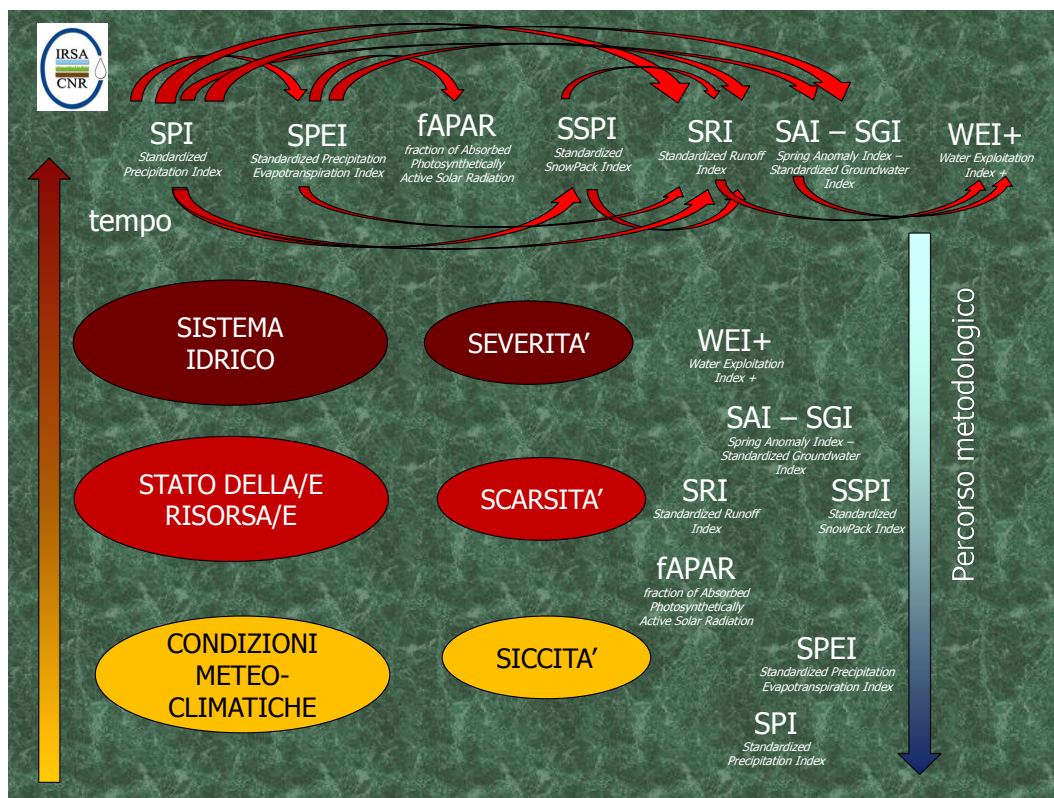 IRSA
CNR
SPI
Standardized
Precipitation Index
SPEI
Standardized Precipitation
Evapotranspiration Index
fAPAR
fraction of Absorbed
Photosynthetically
Active Solar Radiation
SSPI
Standardized
SnowPack Index
SRI
Standardized Runoff
Index
SAI – SGI
Spring Anomaly Index –
Standardized Groundwater
Index
WEI+
Water Exploitation
Index +
tempo
SISTEMA
IDRICO
SEVERITA’
WEI+
Water Exploitation
Index +
SAI – SGI
Spring Anomaly Index –
Standardized Groundwater
Index
STATO DELLA/E
RISORSA/E
SCARSITA’
SRI
Standardized Runoff
Index
SSPI
Standardized
SnowPack Index
fAPAR
fraction of Absorbed
Photosynthetically
Active Solar Radiation
CONDIZIONI
METEO-
CLIMATICHE
SICCITA’
SPEI
Standardized Precipitation
Evapotranspiration Index
SPI
Standardized
Precipitation Index
Percorso metodologico